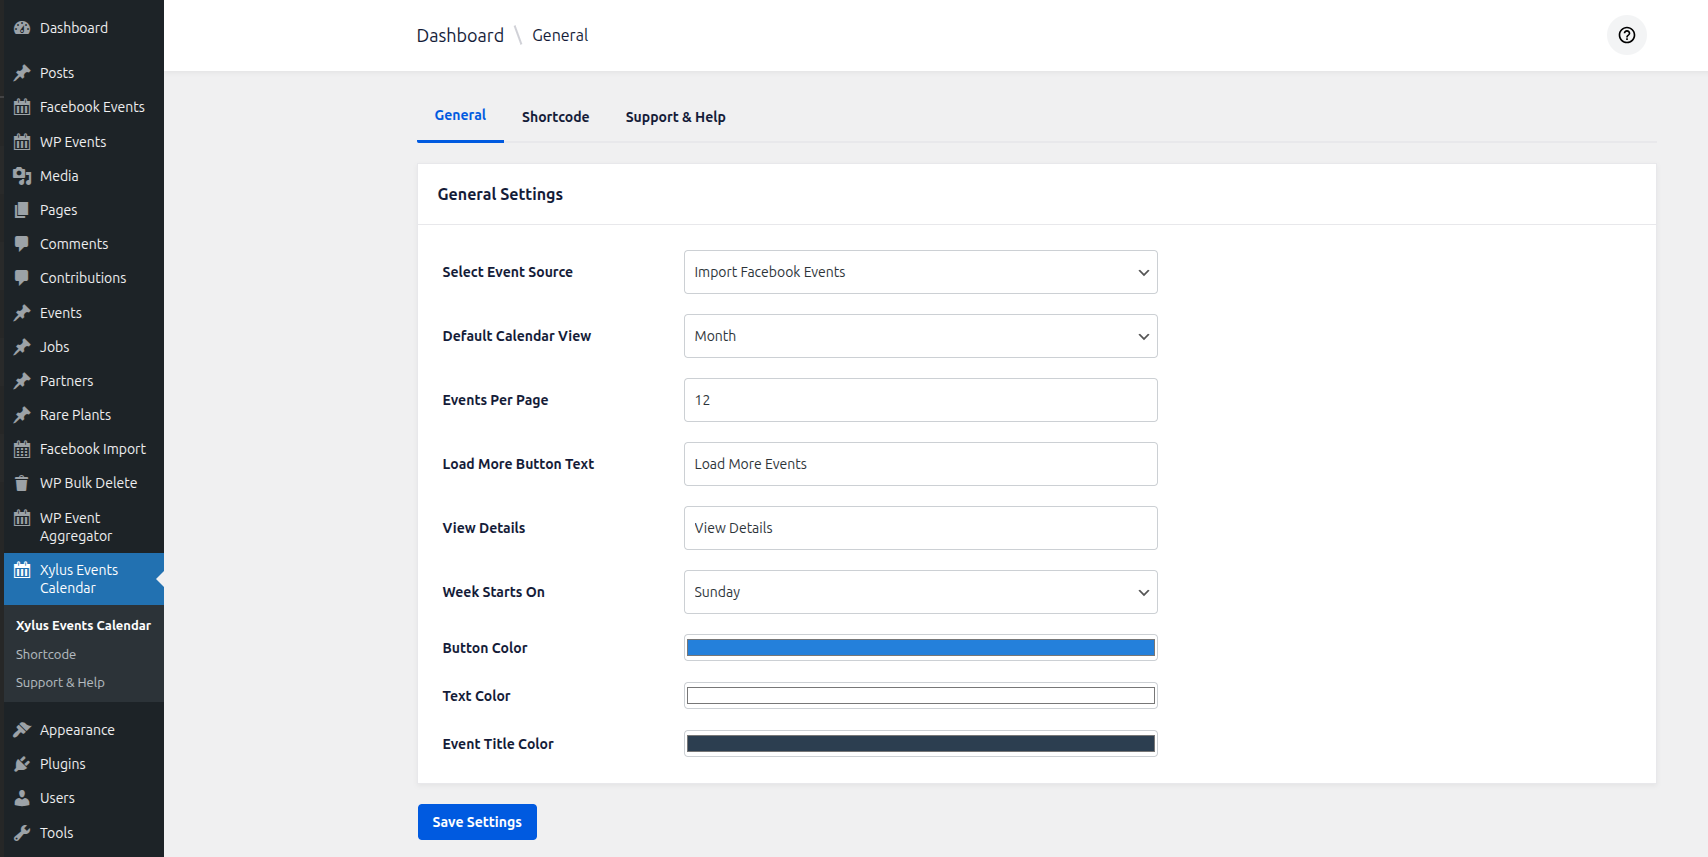 Dashboard
Posts
Facebook Events
WP Events
Media
Pages
Comments
Contributions
Events
Jobs
Partners
Rare Plants
Facebook Import
WP Bulk Delete
WP Event
Aggregator
Xylus Events
Calendar
Xylus Events Calendar
Shortcode
Support & Help
Appearance
Plugins
Users
Tools
Dashboard \ General
General Shortcode Support & Help
General Settings
Select Event Source Import Facebook Events
Default Calendar View Month
Events Per Page 12
Load More Button Text Load More Events
View Details View Details
Week Starts On Sunday
Button Color
Text Color
Event Title Color
Save Settings